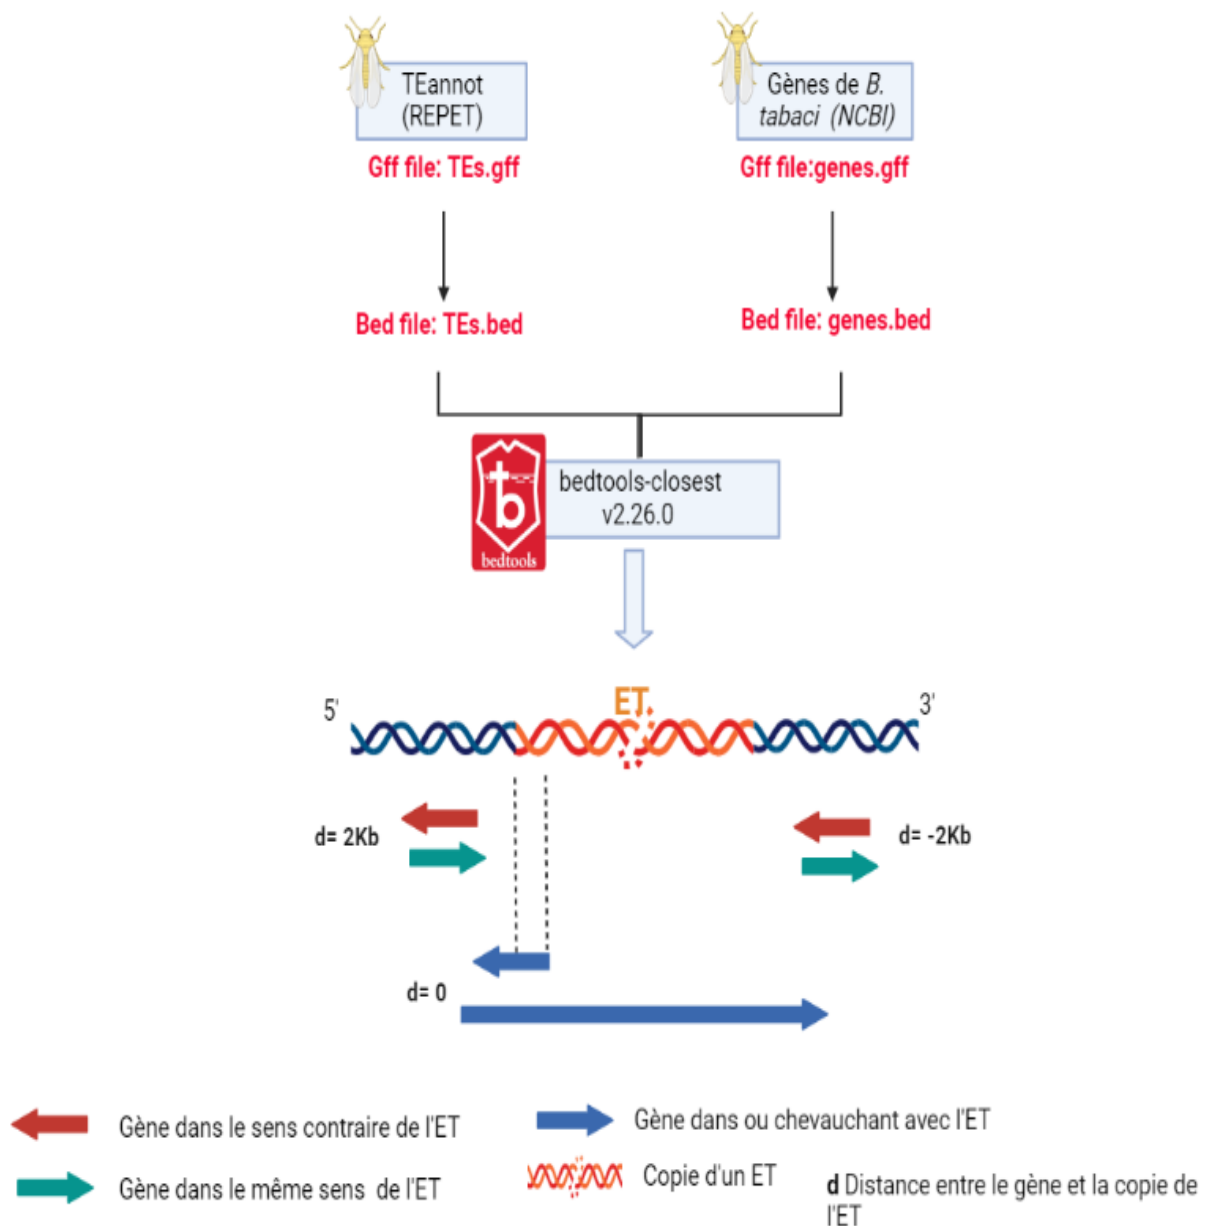 TEannot
(REPET)
Gènes de B.
tabaci (NCBI)
Gff file: TEs.gff
Gff file:genes.gff
Bed file: TEs.bed
Bed file: genes.bed
b
bedtools
bedtools-closest
v2.26.0
ET
5'
3'
d= 2Kb
d= -2Kb
d= 0
Gène dans le sens contraire de l'ET
Gène dans ou chevauchant avec l'ET
Gène dans le même sens de l'ET
Copie d'un ET
d Distance entre le gène et la copie de
l'ET